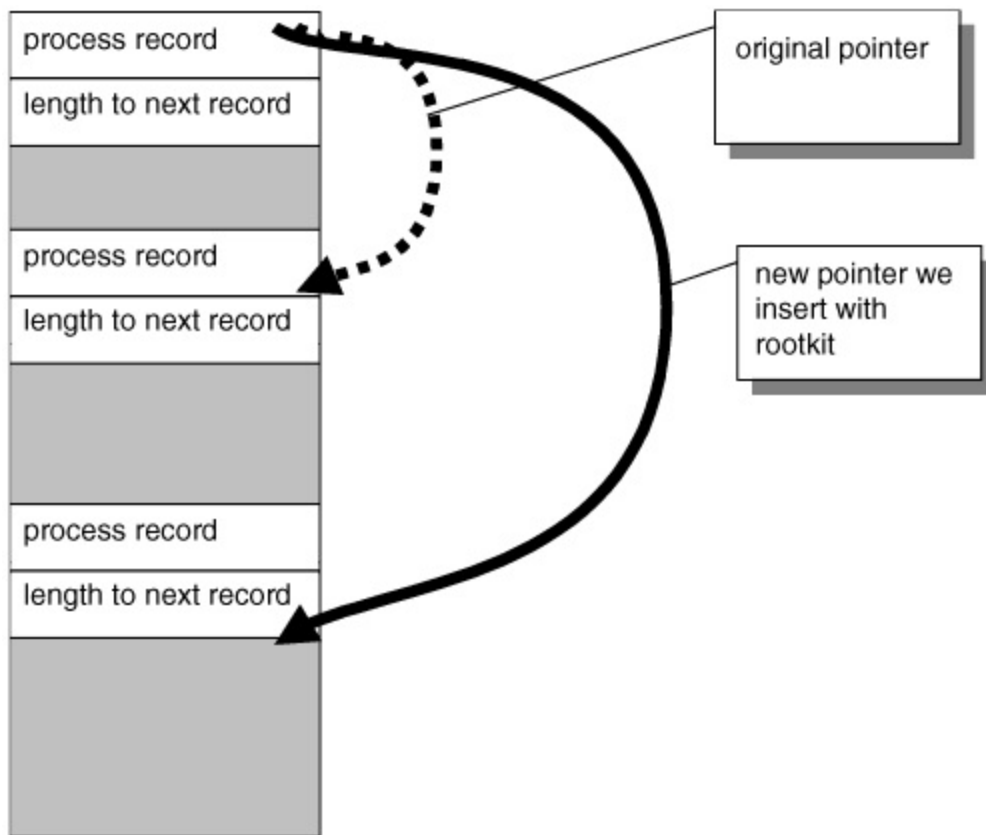 process record
length to next record
process record
length to next record
process record
length to next record
original pointer
new pointer we
insert with
rootkit